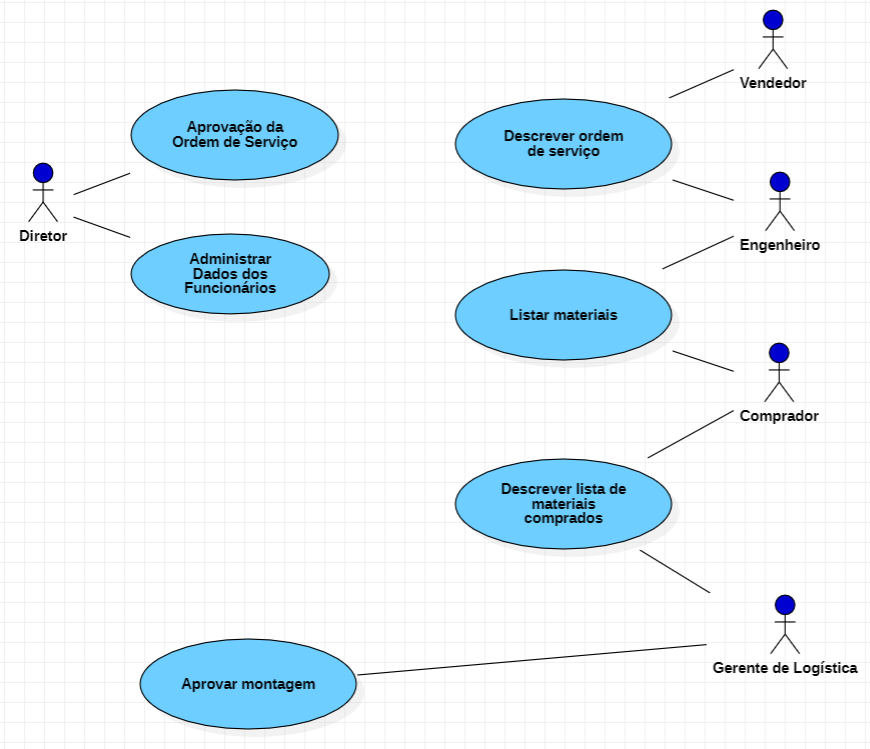 Vendedor
Aprovação da
Ordem de Serviço
Descrever ordem
de serviço
Diretor
Engenheiro
Administrar
Dados dos
Funcionários
Listar materiais
Comprador
Descrever lista de
materiais
comprados
Gerente de Logística
Aprovar montagem